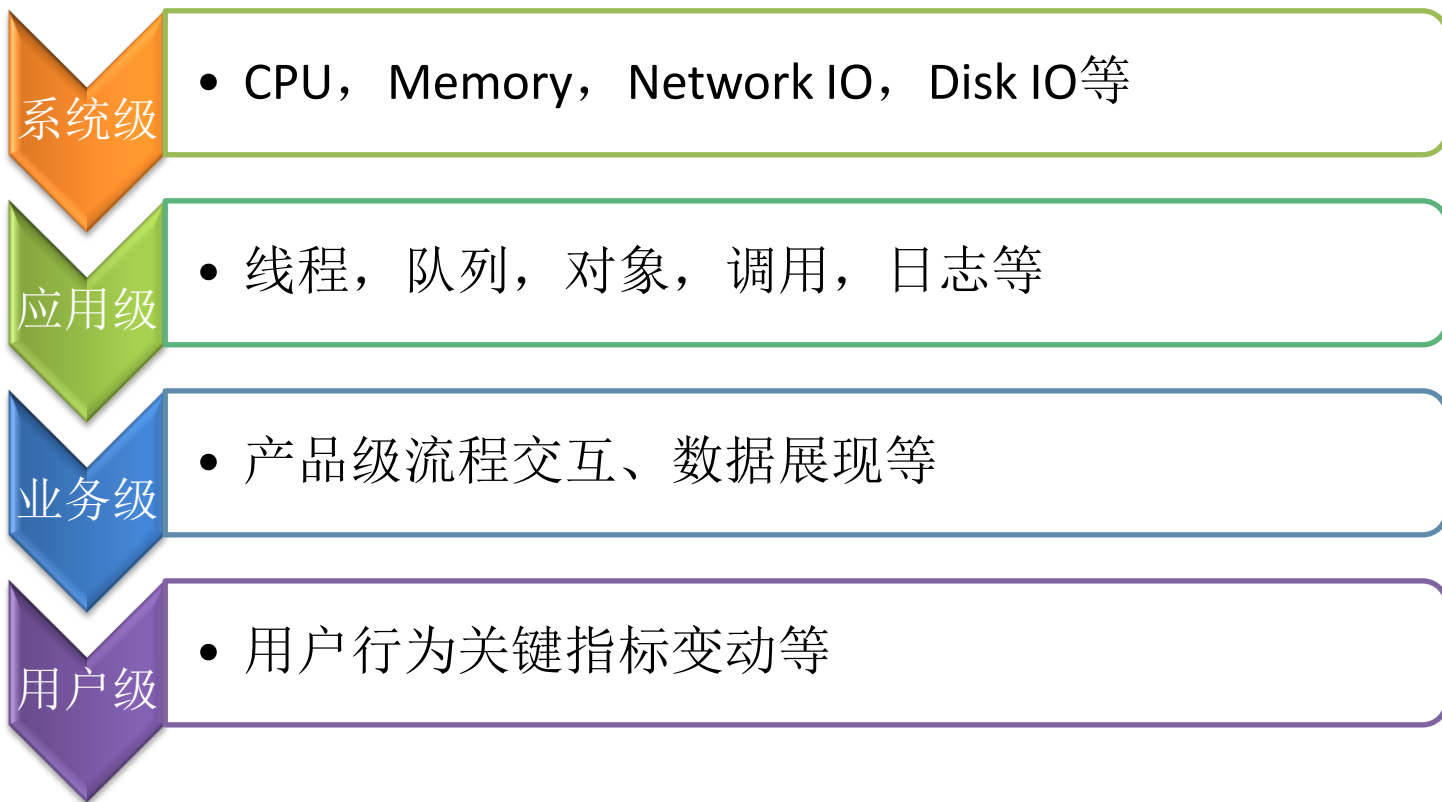 系统级
• CPU，Memory，Network IO，Disk IO等
应用级
• 线程，队列，对象，调用，日志等
业务级
• 产品级流程交互、数据展现等
用户级
• 用户行为关键指标变动等